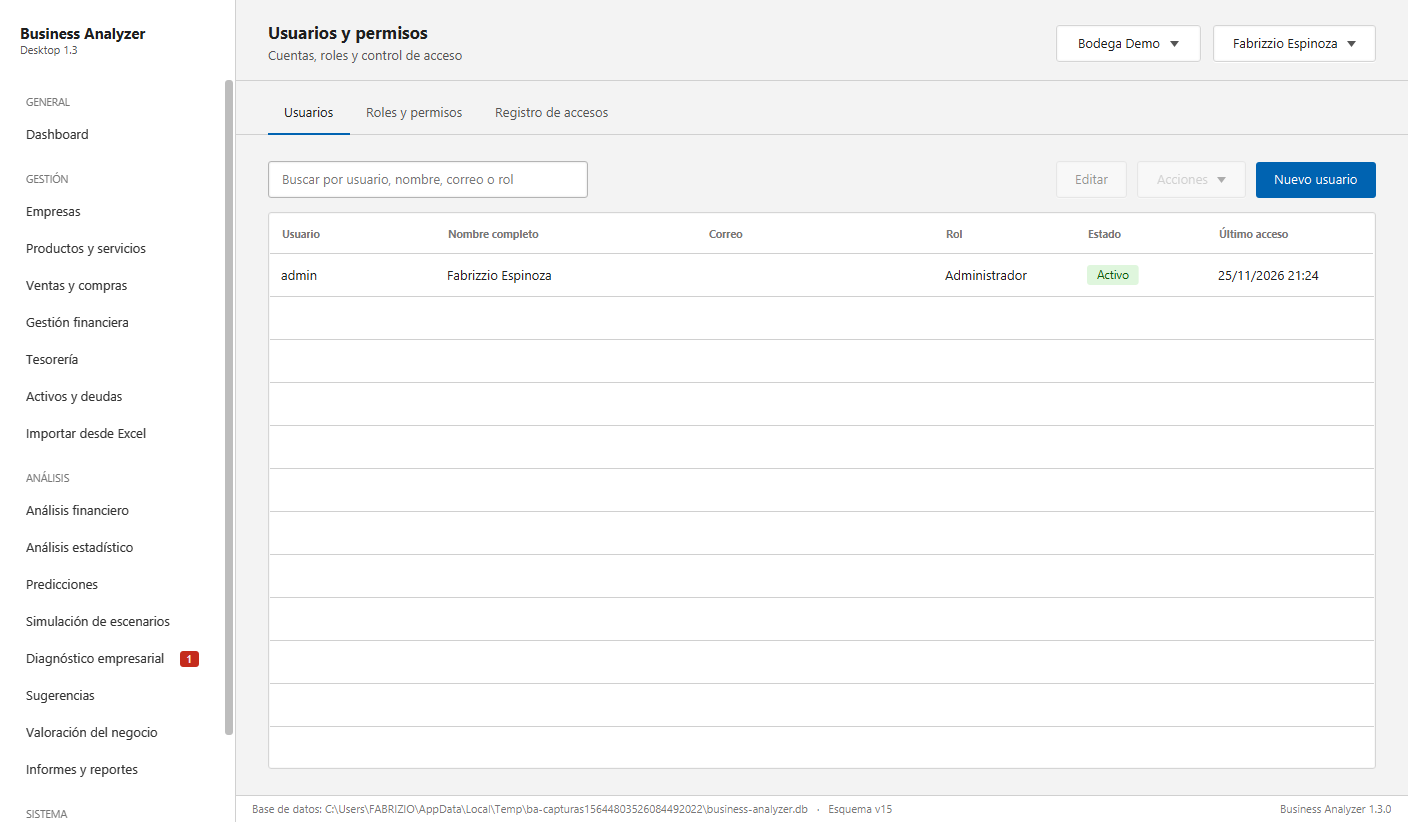 Business Analyzer
Desktop 1.3
GENERAL
Dashboard
GESTIÓN
Empresas
Productos y servicios
Ventas y compras
Gestión financiera
Tesorería
Activos y deudas
Importar desde Excel
ANÁLISIS
Análisis financiero
Análisis estadístico
Predicciones
Simulación de escenarios
Diagnóstico empresarial 1
Sugerencias
Valoración del negocio
Informes y reportes
SISTEMA
Usuarios y permisos
Cuentas, roles y control de acceso
Bodega Demo
Fabrizzio Espinoza
Usuarios Roles y permisos Registro de accesos
Buscar por usuario, nombre, correo o rol
Editar Acciones Nuevo usuario
Usuario Nombre completo Correo Rol Estado Último acceso
admin Fabrizzio Espinoza Administrador Activo 25/11/2026 21:24
Base de datos: C:\Users\FABRIZIO\AppData\Local\Temp\ba-capturas15644803526084492022\business-analyzer.db · Esquema v15
Business Analyzer 1.3.0